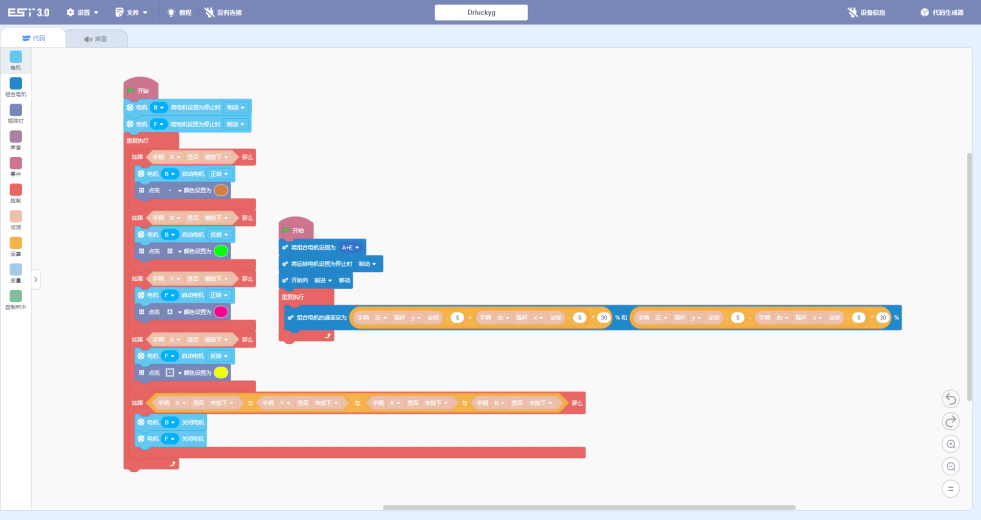 3.0 设置 文件 教程 没有连接 Drluckyg 设备信息 代码生成器
代码 声音
电机
组合电机
矩阵灯
声音
事件
控制
侦测
运算
变量
自制积木
开始
电机 B 将电机设置为停止时 制动
电机 F 将电机设置为停止时 制动
重复执行
如果 手柄 X 是否 被按下 那么
电机 B 启动电机 正转
点亮 颜色设置为
如果 手柄 B 是否 被按下 那么
电机 B 启动电机 反转
点亮 颜色设置为
如果 手柄 Y 是否 被按下 那么
电机 F 启动电机 正转
点亮 颜色设置为
如果 手柄 A 是否 被按下 那么
电机 F 启动电机 反转
点亮 颜色设置为
如果 手柄 是否 未按下 与 手柄 Y 是否 未按下 与 手柄 A 是否 未按下 与 手柄 B 是否 未按下 那么
电机 B 关闭电机
电机 F 关闭电机
开始
将组合电机设置为 A+E
将运转电机设置为停止时 制动
开始向 前进 移动
重复执行
组合电机的速率设为 手柄 左 摇杆 y 坐标 - 5 + 手柄 右 摇杆 x 坐标 - 5 * 30 % 和 手柄 左 摇杆 y 坐标 - 5 - 手柄 右 摇杆 x 坐标 - 5 * 30 %